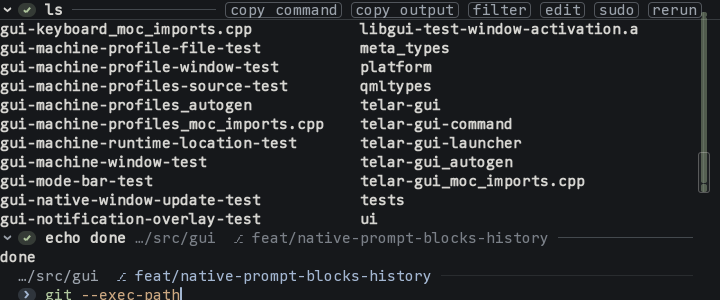 ls copy command copy output filter edit sudo rerun
gui-keyboard_moc_imports.cpp libgui-test-window-activation.a
gui-machine-profile-file-test meta_types
gui-machine-profile-window-test platform
gui-machine-profiles-source-test qmltypes
gui-machine-profiles_autogen telar-gui
gui-machine-profiles_moc_imports.cpp telar-gui-command
gui-machine-runtime-location-test telar-gui-launcher
gui-machine-window-test telar-gui_autogen
gui-mode-bar-test telar-gui_moc_imports.cpp
gui-native-window-update-test tests
gui-notification-overlay-test ui
echo done …/src/gui feat/native-prompt-blocks-history
done
…/src/gui feat/native-prompt-blocks-history
git --exec-path